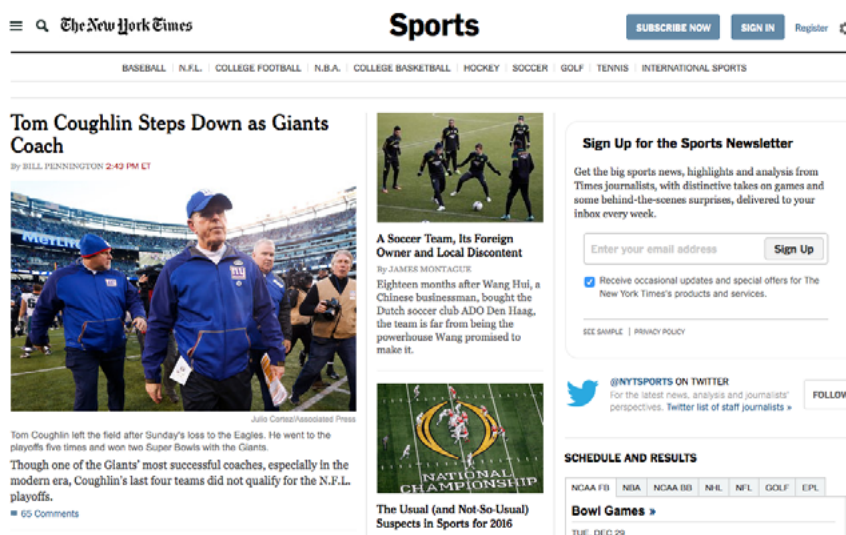 The New York Times
Sports
SUBSCRIBE NOW
SIGN IN
Register
BASEBALL
N.F.L.
COLLEGE FOOTBALL
N.B.A.
COLLEGE BASKETBALL
HOCKEY
SOCCER
GOLF
TENNIS
INTERNATIONAL SPORTS
Tom Coughlin Steps Down as Giants
Coach
By BILL PENNINGTON 2:43 PM ET
MetLife
ny
Julio Cortez/Associated Press
Tom Coughlin left the field after Sunday's loss to the Eagles. He went to the
playoffs five times and won two Super Bowls with the Giants.
Though one of the Giants' most successful coaches, especially in the
modern era, Coughlin's last four teams did not qualify for the N.F.L.
playoffs.
65 Comments
A Soccer Team, Its Foreign
Owner and Local Discontent
By JAMES MONTAGUE
Eighteen months after Wang Hui, a
Chinese businessman, bought the
Dutch soccer club ADO Den Haag,
the team is far from being the
powerhouse Wang promised to
make it.
NATIONAL
CHAMPIONSHIP
The Usual (and Not-So-Usual)
Suspects in Sports for 2016
Sign Up for the Sports Newsletter
Get the big sports news, highlights and analysis from
Times journalists, with distinctive takes on games and
some behind-the-scenes surprises, delivered to your
inbox every week.
Enter your email address
Sign Up
Receive occasional updates and special offers for The
New York Times's products and services.
SEE SAMPLE | PRIVACY POLICY
@NYTSPORTS ON TWITTER
For the latest news, analysis and journalists'
perspectives. Twitter list of staff journalists »
FOLLOW
SCHEDULE AND RESULTS
NCAA FB
NBA
NCAA BB
NHL
NFL
GOLF
EPL
Bowl Games »
TUE, DEC 29